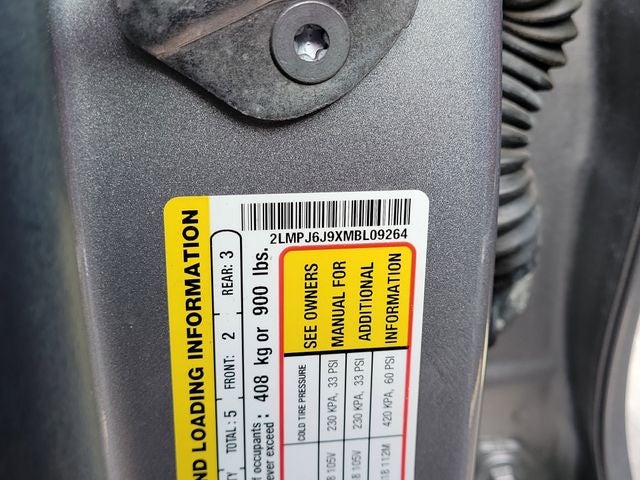 2LMPJ6J9XMBL09264
ND LOADING INFORMATION
TOTAL: 5 FRONT: 2 REAR: 3
f occupants
ever exceed: 408 kg or 900 lbs.
SEE OWNERS
MANUAL FOR
ADDITIONAL
INFORMATION
COLD TIRE PRESSURE
230 KPA, 33 PSI
230 KPA, 33 PSI
420 KPA, 60 PSI
105V
105V
112M